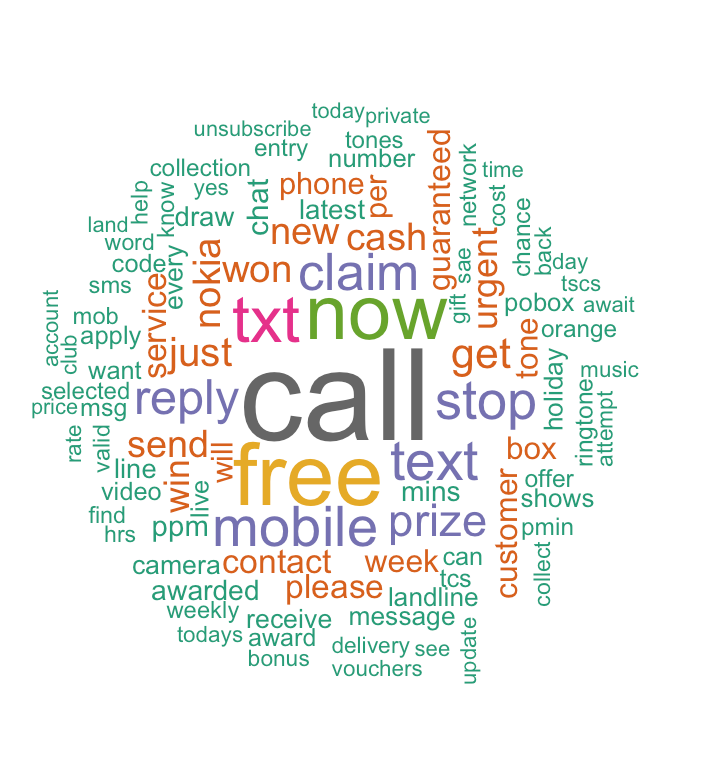 today private
unsubscribe
tones
entry
number
collection
phone
per
guaranteed
network
time
yes
chat
latest
help
know
draw
cost
chance
land
new
cash
back
word
code
every
nokia
won
claim
sae
urgent
day
sms
service
gift
tscs
pobox
await
account
mob
txt
now
orange
apply
club
just
get
tone
want
call
holiday
music
selected
reply
stop
ringtone
attempt
price
msg
rate
valid
send
will
free
text
box
line
win
live
mins
customer
offer
video
shows
find
ppm
mobile
prize
pmin
hrs
camera
contact
week
can
collect
awarded
please
tcs
landline
weekly
receive
message
todays
award
delivery
see
update
bonus
vouchers